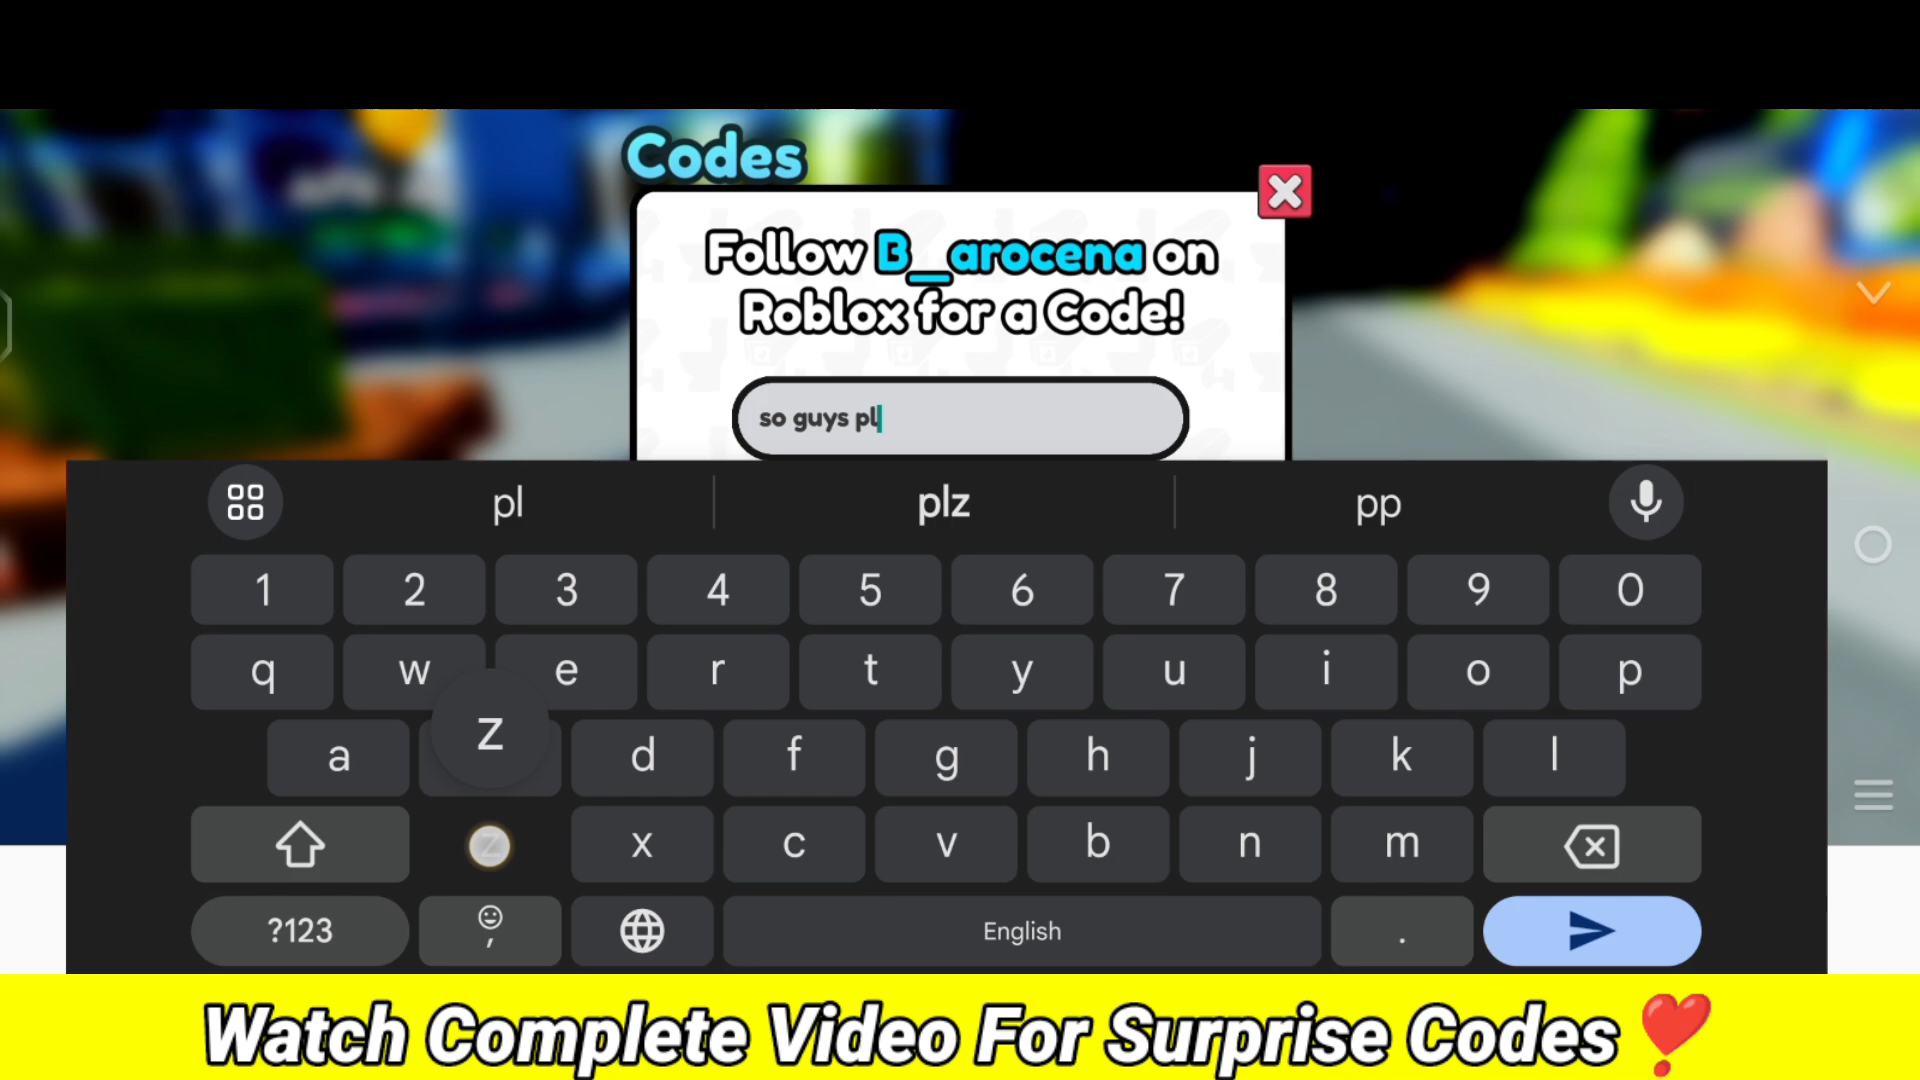 Codes
Follow B_arocena on
Roblox for a Code!
so guys pl
pl plz pp
1 2 3 4 5 6 7 8 9 0
q w e r t y u i o p
a z d f g h j k l
z x c v b n m
?123 , English .
Watch Complete Video For Surprise Codes ❣️